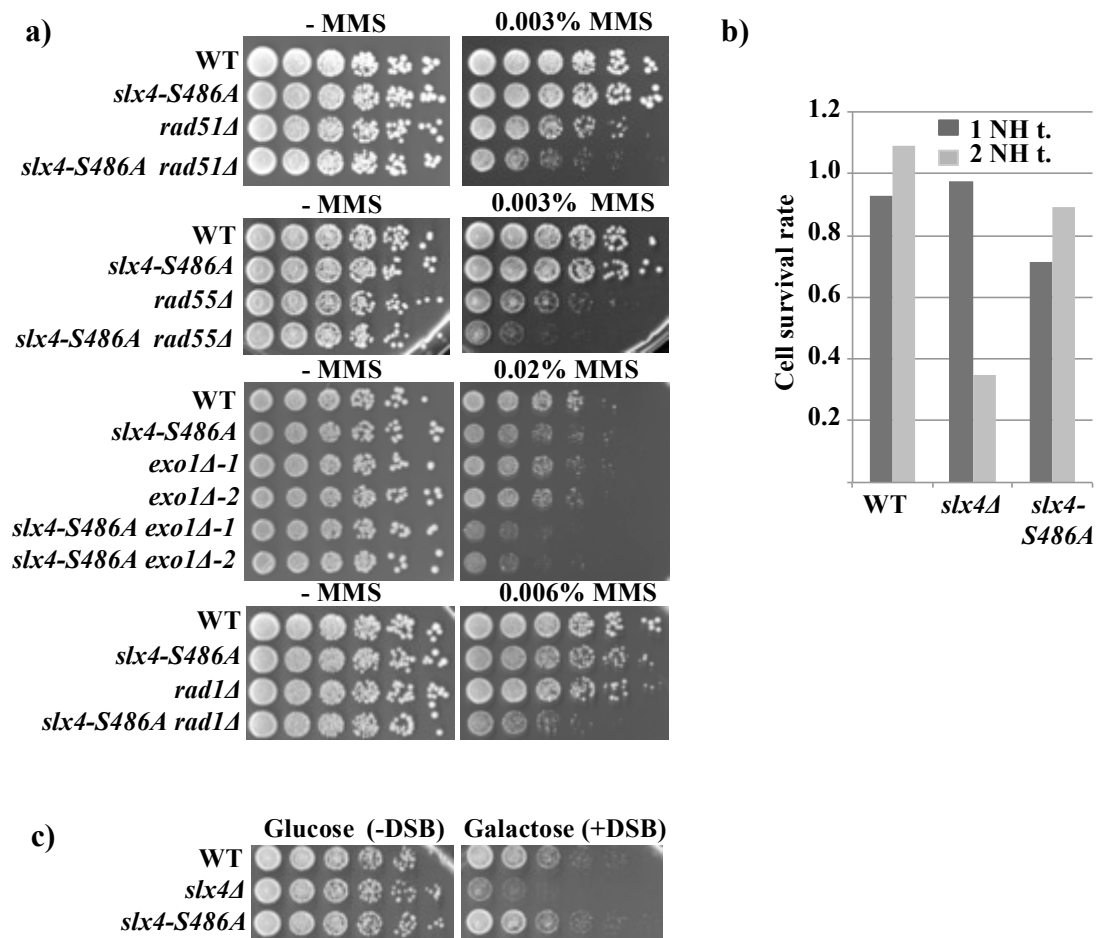 a)
- MMS 0.003% MMS
WT
slx4-S486A
rad51Δ
slx4-S486A rad51Δ
- MMS 0.003% MMS
WT
slx4-S486A
rad55Δ
slx4-S486A rad55Δ
- MMS 0.02% MMS
WT
slx4-S486A
exo1Δ-1
exo1Δ-2
slx4-S486A exo1Δ-1
slx4-S486A exo1Δ-2
- MMS 0.006% MMS
WT
slx4-S486A
rad1Δ
slx4-S486A rad1Δ
b)
Cell survival rate
1.2
1.0
0.8
0.6
0.4
0.2
1 NH t.
2 NH t.
WT slx4Δ slx4-
S486A
c)
Glucose (-DSB) Galactose (+DSB)
WT
slx4Δ
slx4-S486A